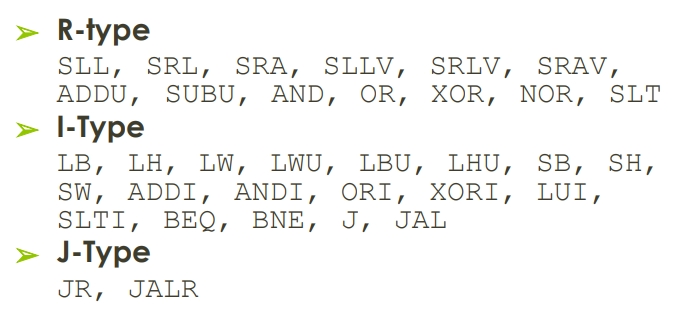 ➢ R-type
SLL, SRL, SRA, SLLV, SRLV, SRAV,
ADDU, SUBU, AND, OR, XOR, NOR, SLT
➢ I-Type
LB, LH, LW, LWU, LBU, LHU, SB, SH,
SW, ADDI, ANDI, ORI, XORI, LUI,
SLTI, BEQ, BNE, J, JAL
➢ J-Type
JR, JALR